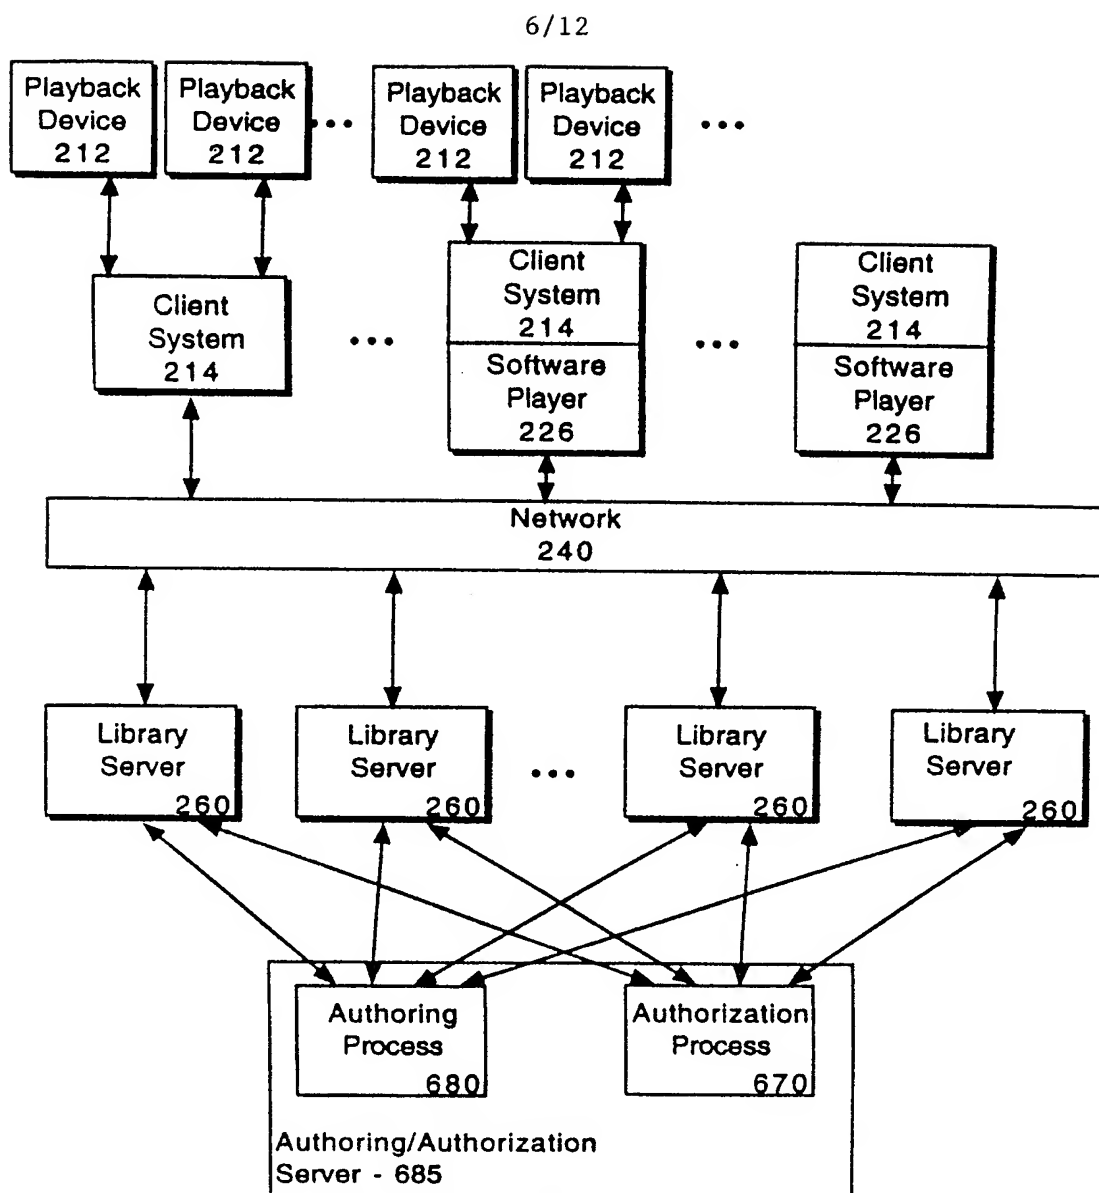 6/12
Playback
Device
212
Playback
Device
212
Playback
Device
212
Playback
Device
212
Client
System
214
Client
System
214
Software
Player
226
Client
System
214
Software
Player
226
Network
240
Library
Server
260
Library
Server
260
Library
Server
260
Library
Server
260
Authoring
Process
680
Authorization
Process
670
Authoring/Authorization
Server - 685